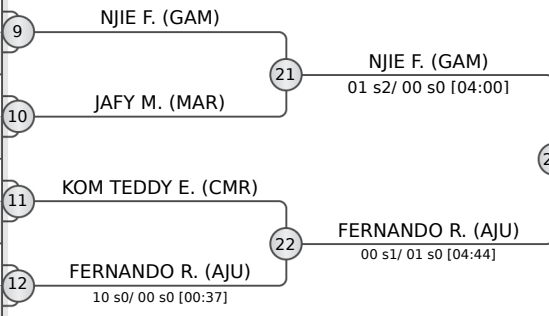 9
NJIE F. (GAM)
21
NJIE F. (GAM)
01 s2/ 00 s0 [04:00]
10
JAFY M. (MAR)
11
KOM TEDDY E. (CMR)
22
FERNANDO R. (AJU)
00 s1/ 01 s0 [04:44]
12
FERNANDO R. (AJU)
10 s0/ 00 s0 [00:37]